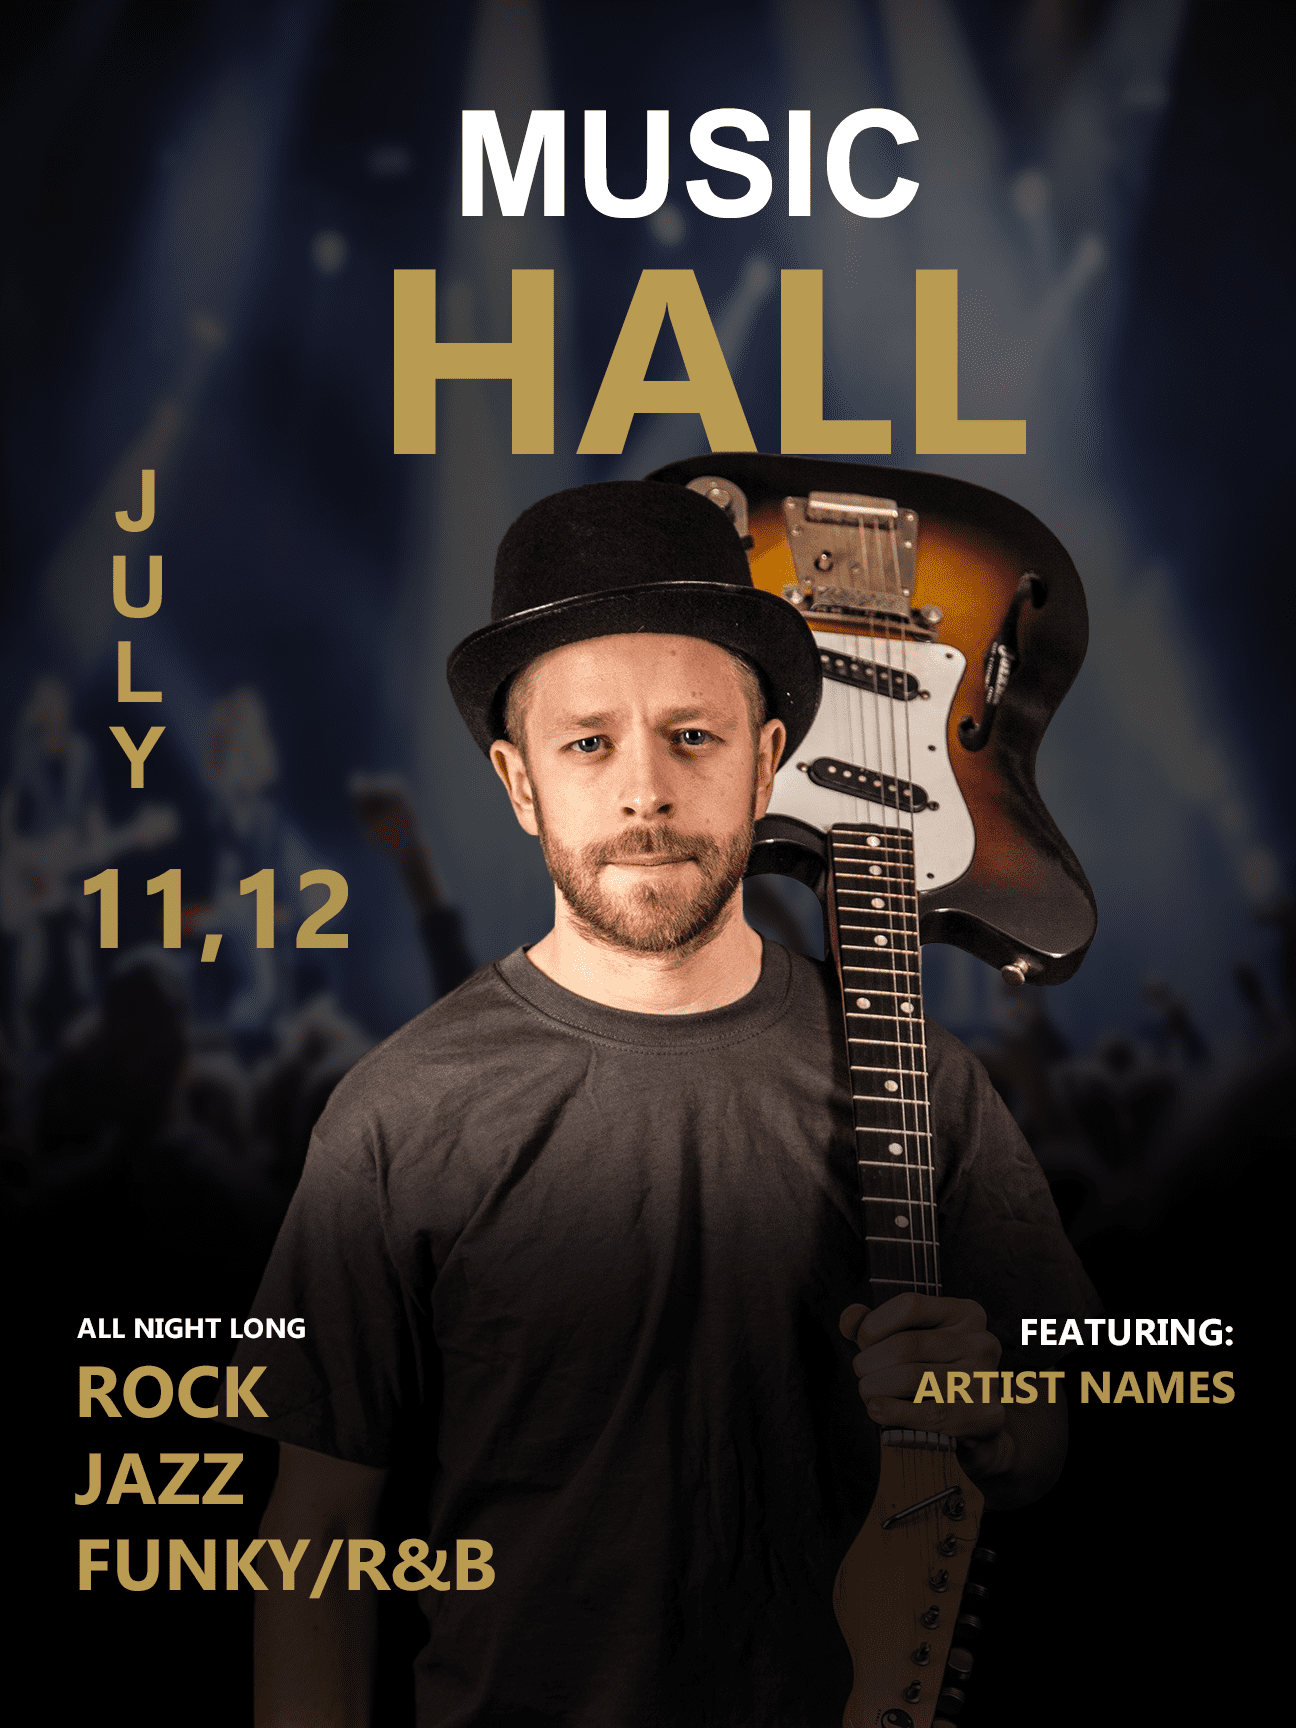 MUSIC
HALL
JULY
11,12
ALL NIGHT LONG
ROCK
JAZZ
FUNKY/R&B
FEATURING:
ARTIST NAMES